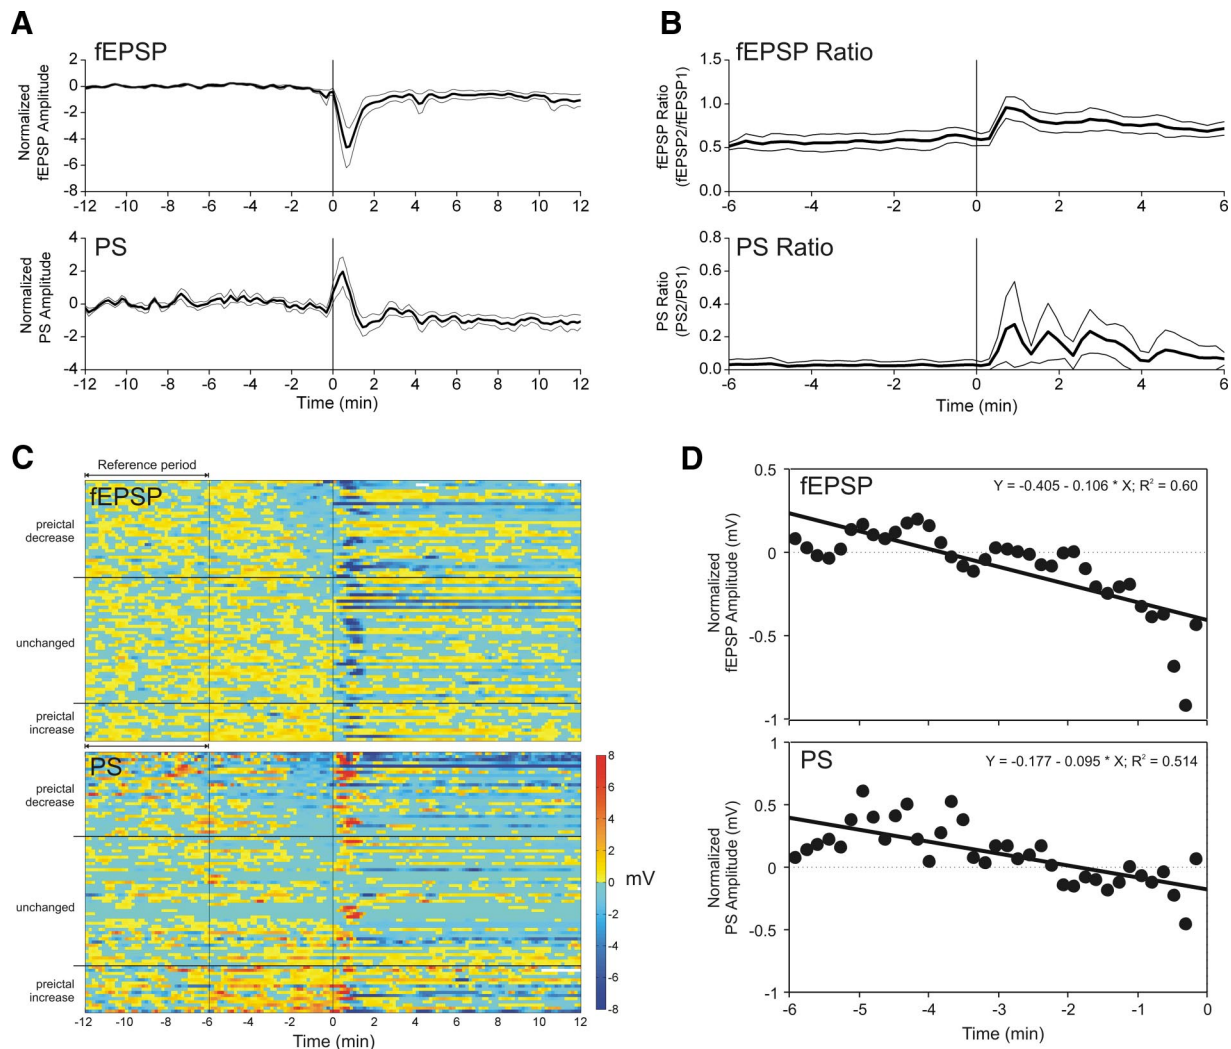 A
fEPSP
Normalized
fEPSP Amplitude
2
0
-2
-4
-6
-8
-12 -10 -8 -6 -4 -2 0 2 4 6 8 10 12
PS
Normalized
PS Amplitude
4
2
0
-2
-4
-12 -10 -8 -6 -4 -2 0 2 4 6 8 10 12
Time (min)
B
fEPSP Ratio
fEPSP Ratio
(fEPSP2/fEPSP1)
1.5
1.0
0.5
0.0
-6 -4 -2 0 2 4 6
PS Ratio
PS Ratio
(PS2/PS1)
0.8
0.6
0.4
0.2
0.0
-6 -4 -2 0 2 4 6
Time (min)
C
Reference period
fEPSP
preictal
decrease
unchanged
preictal
increase
PS
preictal
decrease
unchanged
preictal
increase
8
6
4
2
0
-2
-4
-6
-8
mV
-12 -10 -8 -6 -4 -2 0 2 4 6 8 10 12
Time (min)
D
fEPSP
Y = -0.405 - 0.106 * X; R² = 0.60
Normalized
fEPSP Amplitude (mV)
0.5
0
-0.5
-1
PS
Y = -0.177 - 0.095 * X; R² = 0.514
Normalized
PS Amplitude (mV)
1
0.5
0
-0.5
-1
-6 -5 -4 -3 -2 -1 0
Time (min)